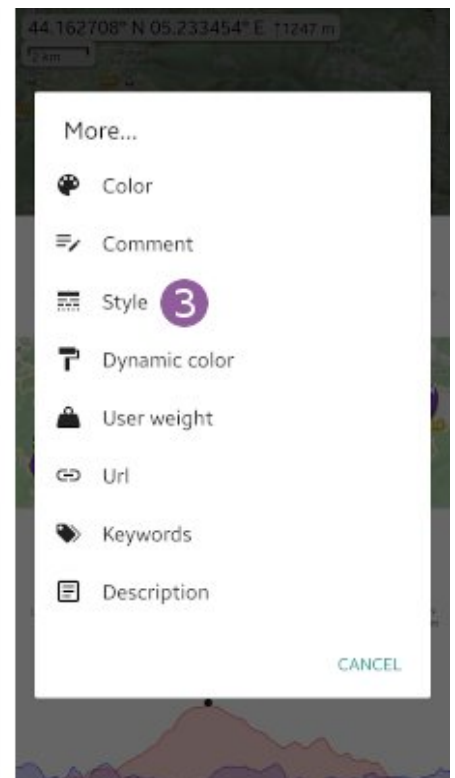 44.162708° N 05.233454° E ↑1247 m
2 km
More...
Color
Comment
Style 3
Dynamic color
User weight
Url
Keywords
Description
CANCEL